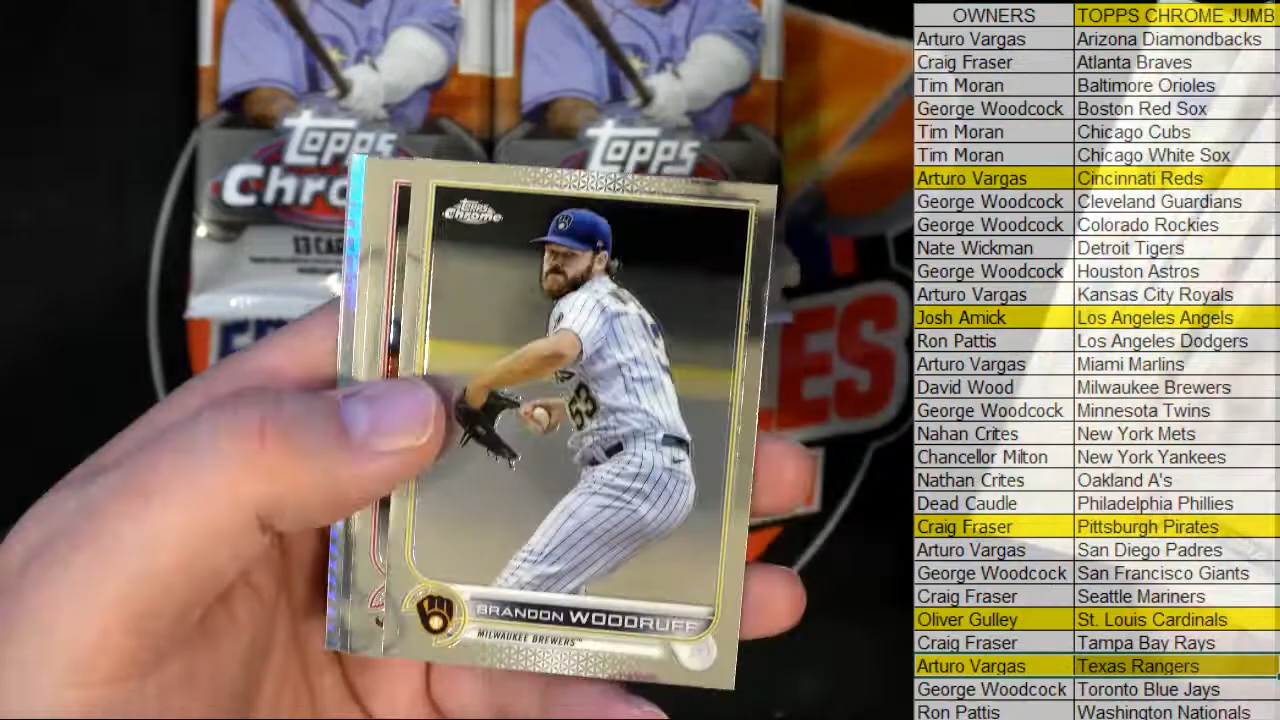 Topps
Chro
13 CAR
Topps
ES
Topps
Chrome
53
BRANDON WOODRUFF
MILWAUKEE BREWERS™
OWNERS TOPPS CHROME JUMB
Arturo Vargas Arizona Diamondbacks
Craig Fraser Atlanta Braves
Tim Moran Baltimore Orioles
George Woodcock Boston Red Sox
Tim Moran Chicago Cubs
Tim Moran Chicago White Sox
Arturo Vargas Cincinnati Reds
George Woodcock Cleveland Guardians
George Woodcock Colorado Rockies
Nate Wickman Detroit Tigers
George Woodcock Houston Astros
Arturo Vargas Kansas City Royals
Josh Amick Los Angeles Angels
Ron Pattis Los Angeles Dodgers
Arturo Vargas Miami Marlins
David Wood Milwaukee Brewers
George Woodcock Minnesota Twins
Nahan Crites New York Mets
Chancellor Milton New York Yankees
Nathan Crites Oakland A's
Dead Caudle Philadelphia Phillies
Craig Fraser Pittsburgh Pirates
Arturo Vargas San Diego Padres
George Woodcock San Francisco Giants
Craig Fraser Seattle Mariners
Oliver Gulley St. Louis Cardinals
Craig Fraser Tampa Bay Rays
Arturo Vargas Texas Rangers
George Woodcock Toronto Blue Jays
Ron Pattis Washington Nationals